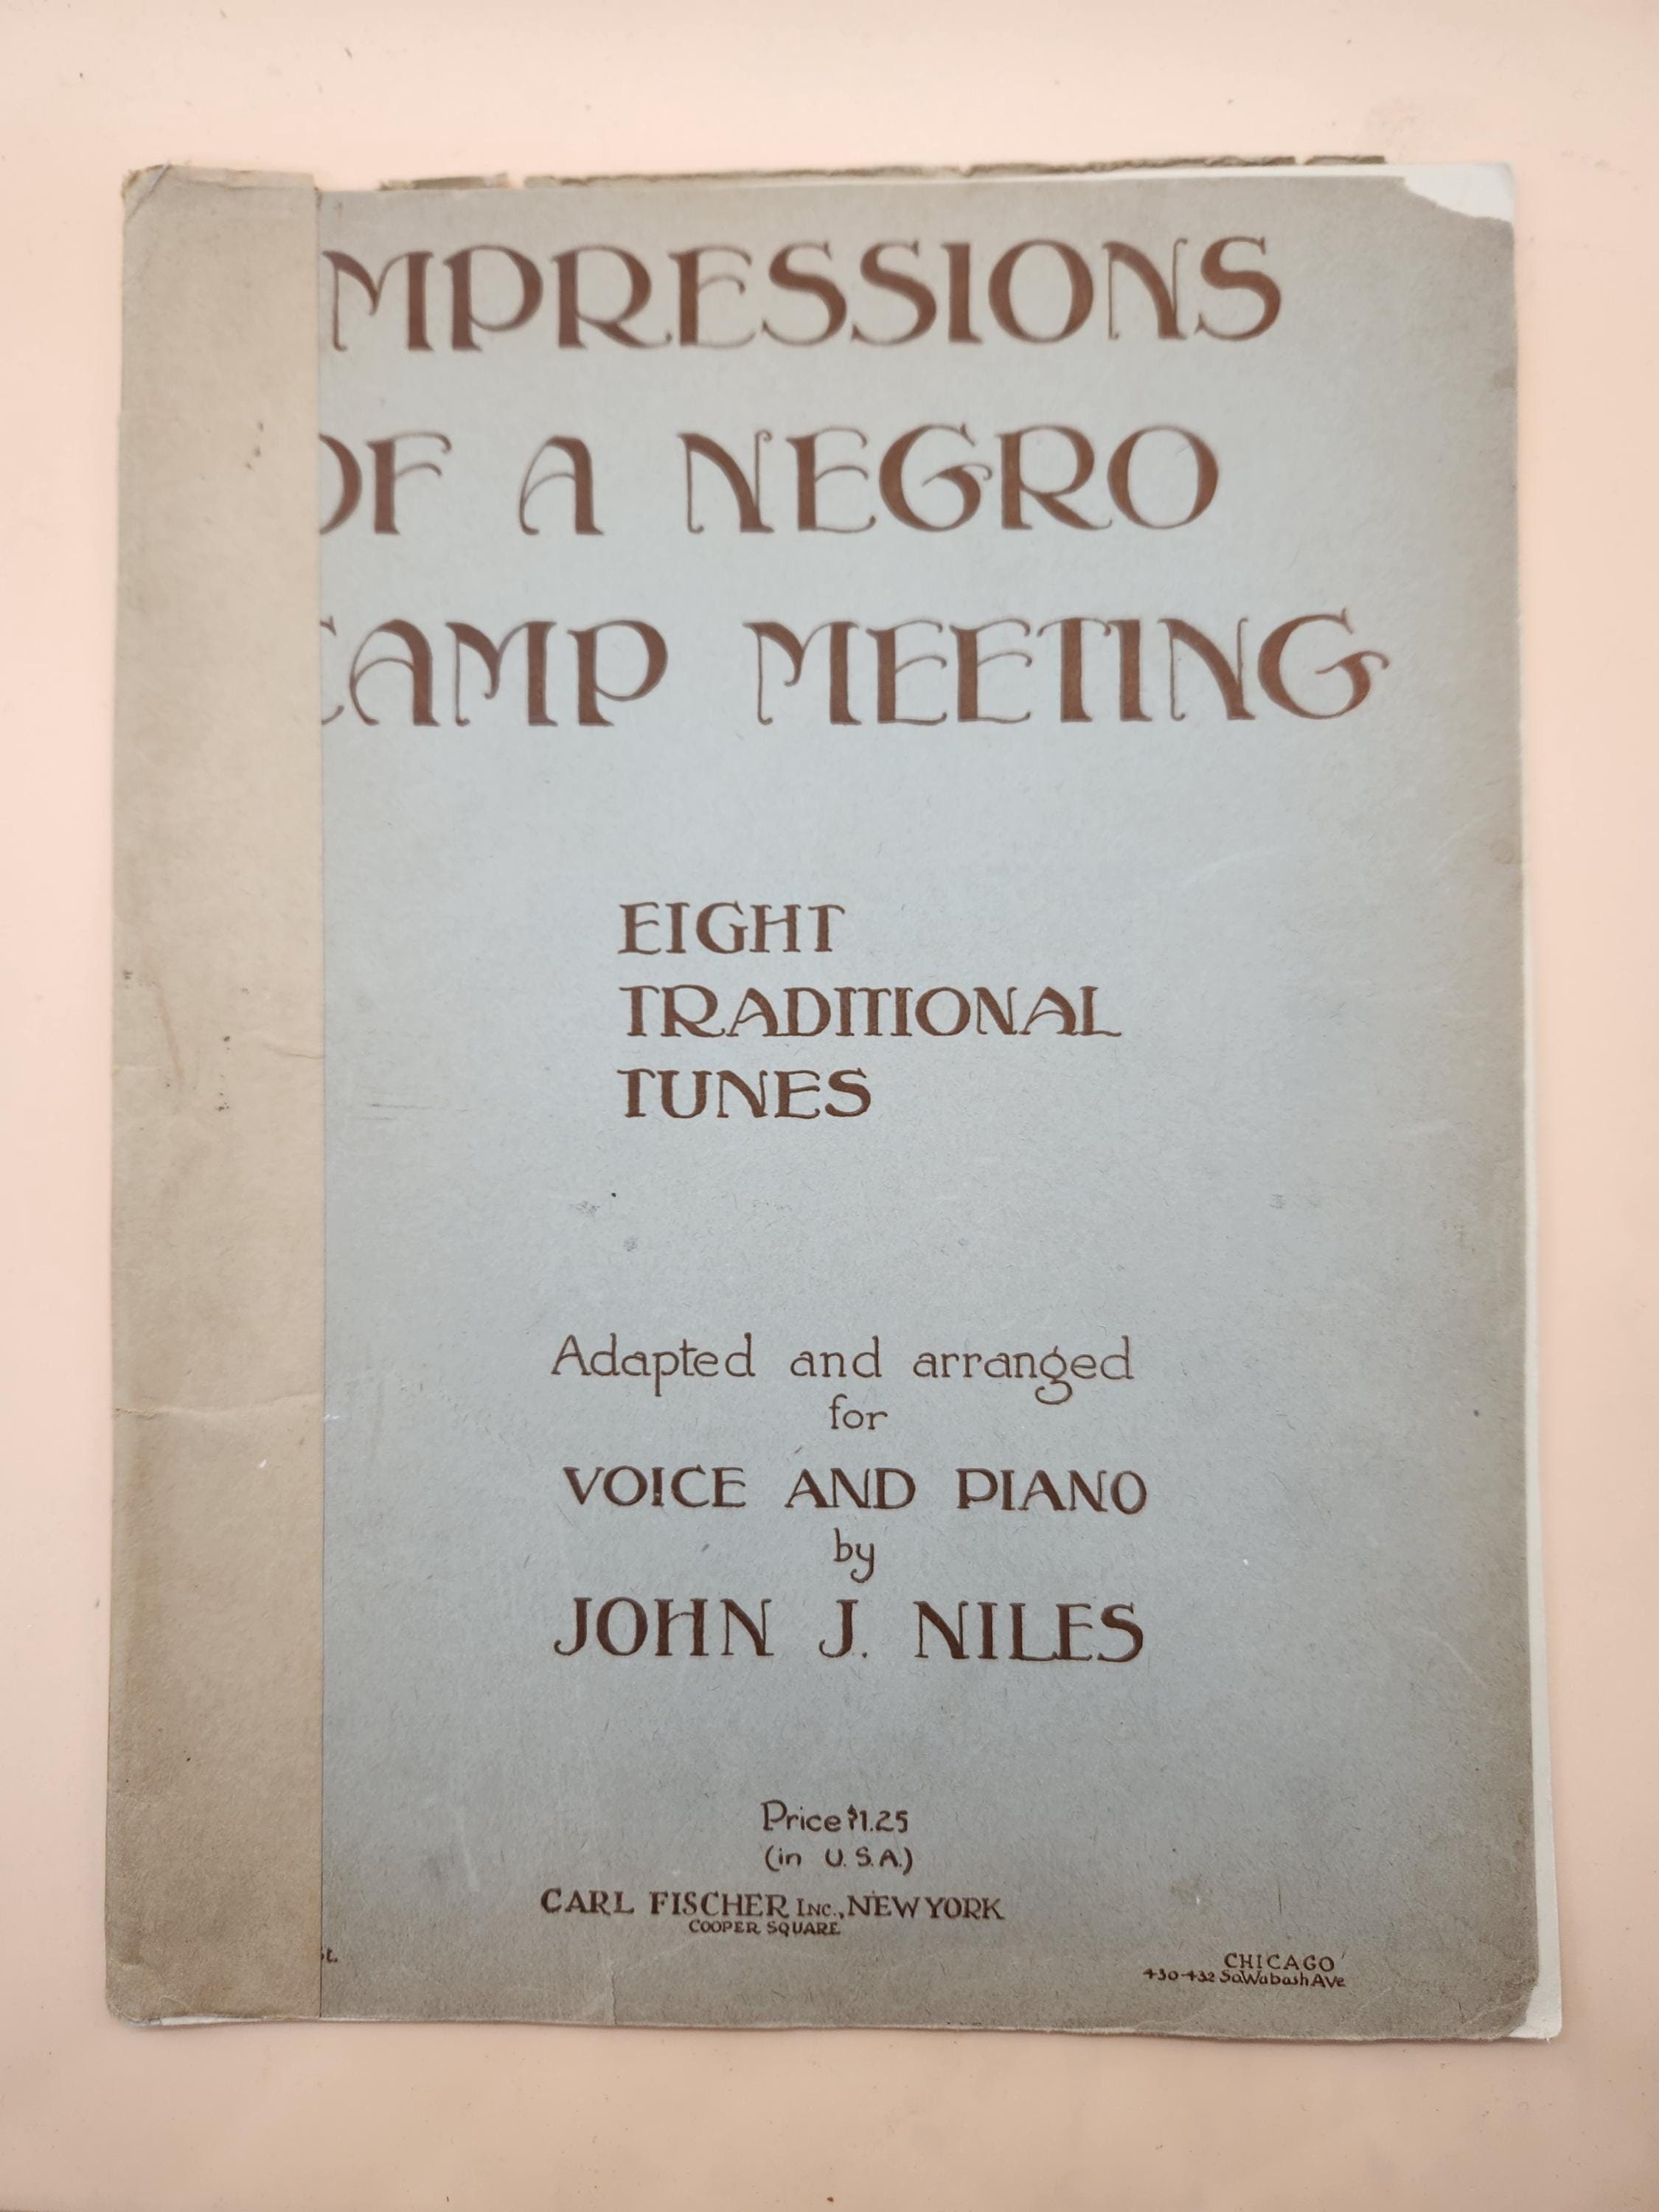 MPRESSIONS
OF A NEGRO
CAMP MEETING
EIGHT
TRADITIONAL
TUNES
Adapted and arranged
for
VOICE AND PIANO
by
JOHN J. NILES
Price $1.25
(in U.S.A.)
CARL FISCHER INC., NEW YORK
COOPER SQUARE
st.
CHICAGO
430-432 So. Wabash Ave